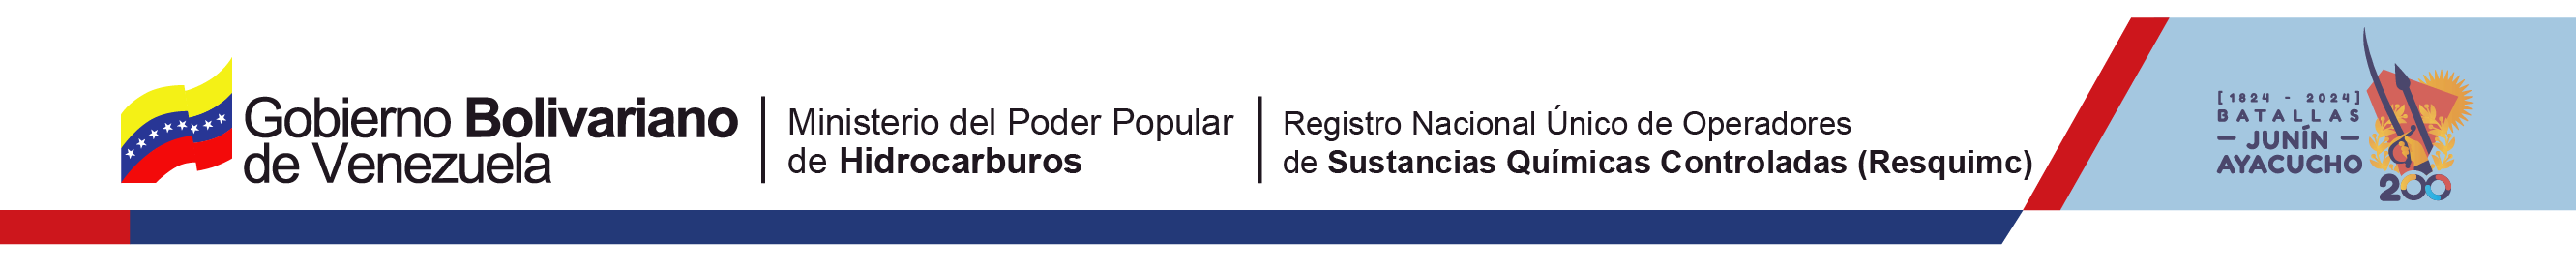 Gobierno Bolivariano
de Venezuela
Ministerio del Poder Popular
de Hidrocarburos
Registro Nacional Único de Operadores
de Sustancias Químicas Controladas (Resquimc)
[1824 - 2024]
BATALLAS
JUNÍN
AYACUCHO
200